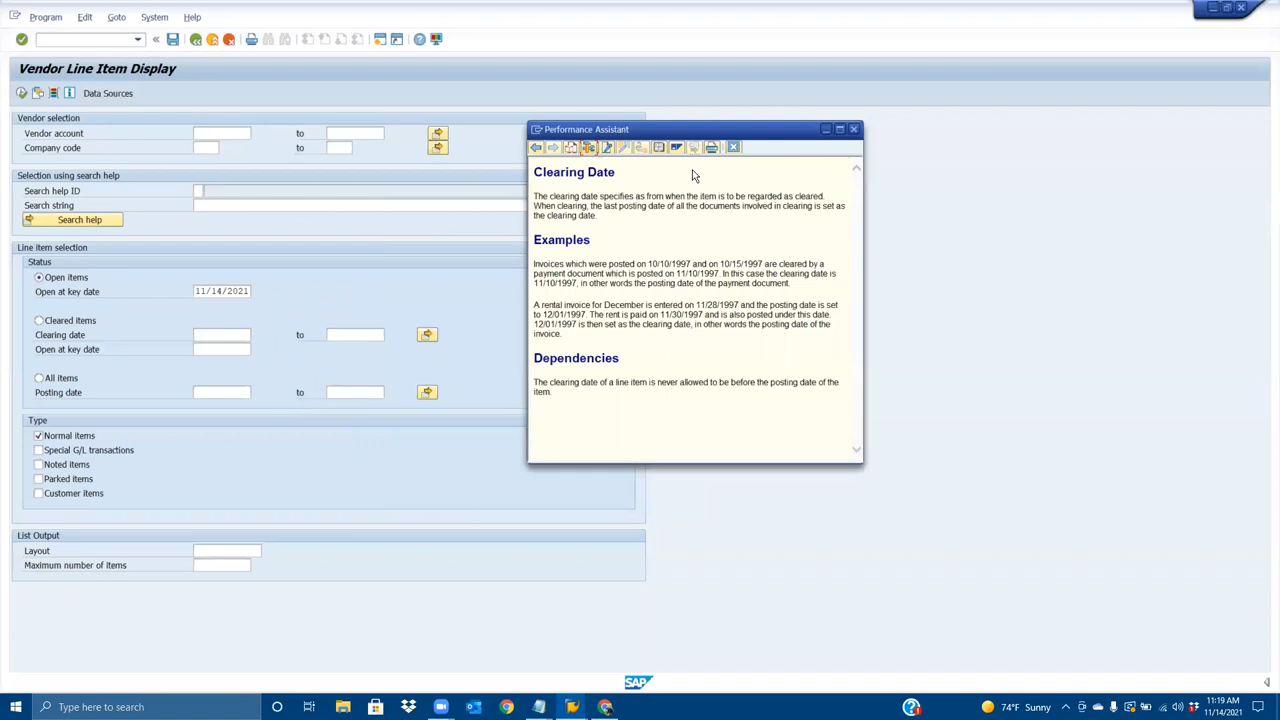 Program Edit Goto System Help
Vendor Line Item Display
Data Sources
Vendor selection
Vendor account to
Company code to
Selection using search help
Search help ID
Search string
Search help
Line item selection
Status
Open items
Open at key date 11/14/2021
Cleared items
Clearing date to
Open at key date
All items
Posting date to
Type
Normal items
Special G/L transactions
Noted items
Parked items
Customer items
List Output
Layout
Maximum number of items
Performance Assistant
Clearing Date
The clearing date specifies as from when the item is to be regarded as cleared.
When clearing, the last posting date of all the documents involved in clearing is set as
the clearing date.
Examples
Invoices which were posted on 10/10/1997 and on 10/15/1997 are cleared by a
payment document which is posted on 11/10/1997. In this case the clearing date is
11/10/1997, in other words the posting date of the payment document.
A rental invoice for December is entered on 11/28/1997 and the posting date is set
to 12/01/1997. The rent is paid on 11/30/1997 and is also posted under this date.
12/01/1997 is then set as the clearing date, in other words the posting date of the
invoice.
Dependencies
The clearing date of a line item is never allowed to be before the posting date of the
item.
SAP
Type here to search
74°F Sunny
11:19 AM
11/14/2021